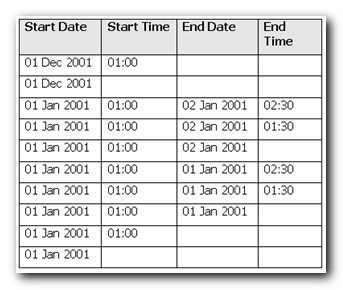 Start Date Start Time End Date End Time
01 Dec 2001 01:00
01 Dec 2001
01 Jan 2001 01:00 02 Jan 2001 02:30
01 Jan 2001 01:00 02 Jan 2001 01:30
01 Jan 2001 01:00 02 Jan 2001
01 Jan 2001 01:00 01 Jan 2001 02:30
01 Jan 2001 01:00 01 Jan 2001 01:30
01 Jan 2001 01:00 01 Jan 2001
01 Jan 2001 01:00
01 Jan 2001